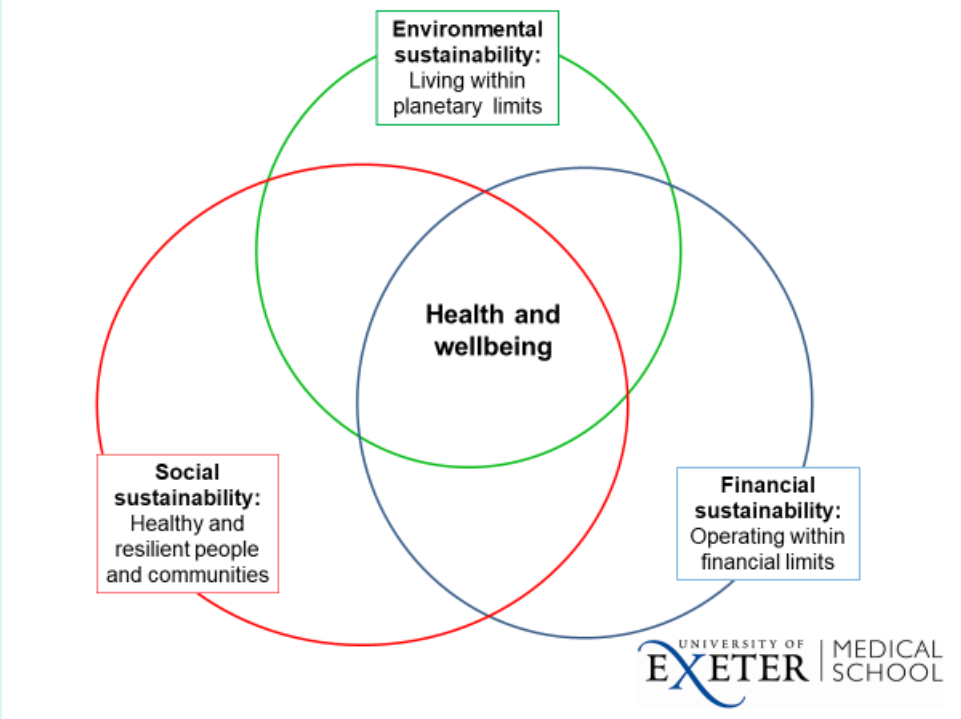 Environmental
sustainability:
Living within
planetary limits
Health and
wellbeing
Social
sustainability:
Healthy and
resilient people
and communities
Financial
sustainability:
Operating within
financial limits
UNIVERSITY OF
EXETER
MEDICAL
SCHOOL